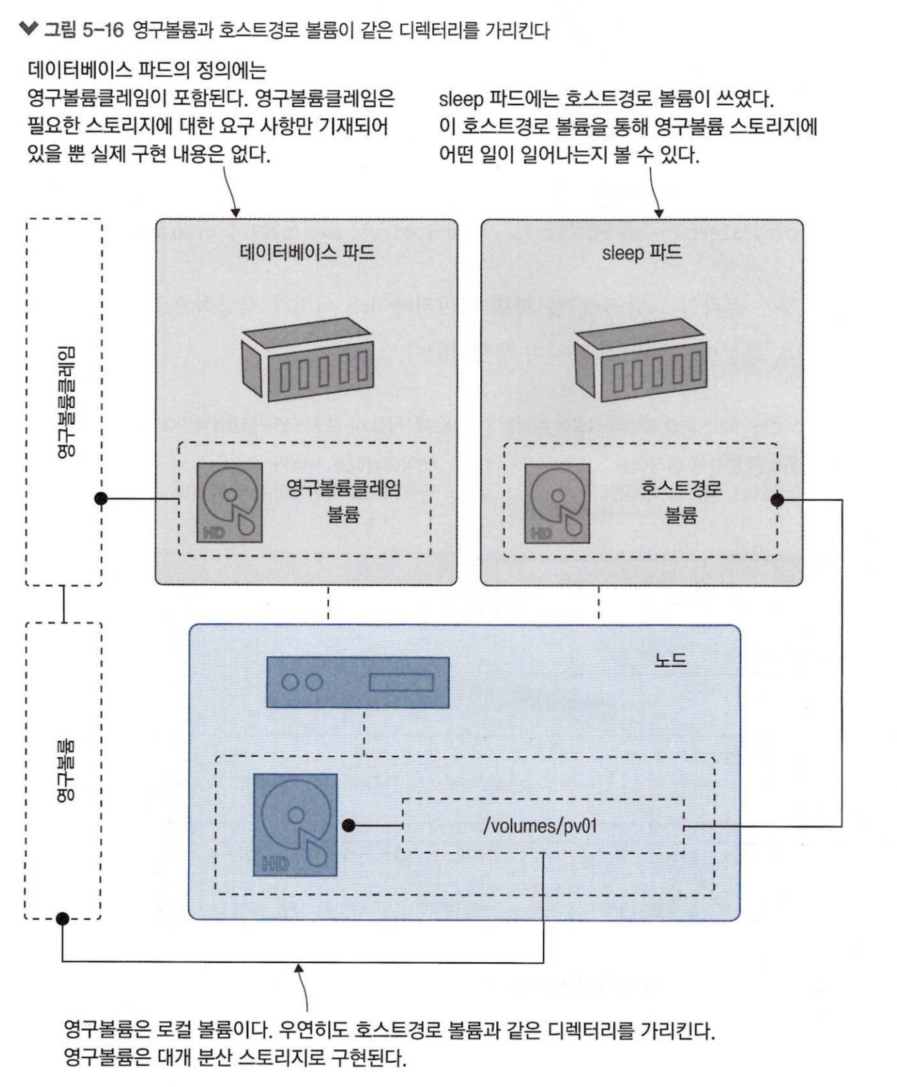 그림 5-16 영구볼륨과 호스트경로 볼륨이 같은 디렉터리를 가리킨다
데이터베이스 파드의 정의에는
영구볼륨클레임이 포함된다. 영구볼륨클레임은
필요한 스토리지에 대한 요구 사항만 기재되어
있을 뿐 실제 구현 내용은 없다.
sleep 파드에는 호스트경로 볼륨이 쓰였다.
이 호스트경로 볼륨을 통해 영구볼륨 스토리지에
어떤 일이 일어나는지 볼 수 있다.
데이터베이스 파드
sleep 파드
영구볼륨클레임
HD
영구볼륨클레임
볼륨
HD
호스트경로
볼륨
노드
영구볼륨
HD
/volumes/pv01
영구볼륨은 로컬 볼륨이다. 우연히도 호스트경로 볼륨과 같은 디렉터리를 가리킨다.
영구볼륨은 대개 분산 스토리지로 구현된다.